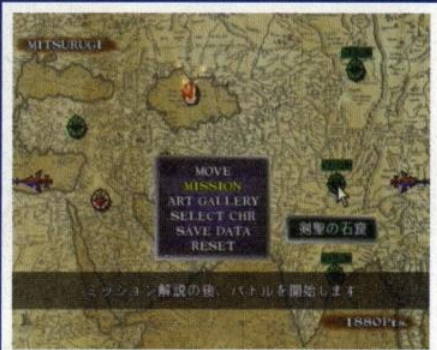 MITSURUGI
MOVE
MISSION
ART GALLERY
SELECT CHR
SAVE DATA
RESET
剣聖の石窟
ミッション解説の後、バトルを開始します
1880Pts.